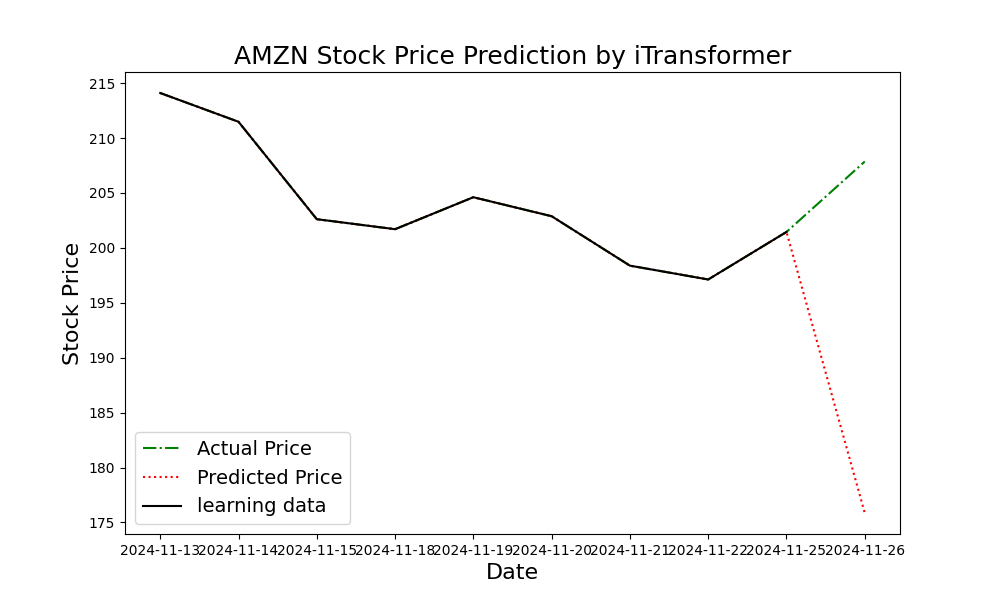 AMZN Stock Price Prediction by iTransformer
215
210
205
200
195
190
185
180
175
Stock Price
Actual Price
Predicted Price
learning data
2024-11-13 2024-11-14 2024-11-15 2024-11-18 2024-11-19 2024-11-20 2024-11-21 2024-11-22 2024-11-25 2024-11-26
Date